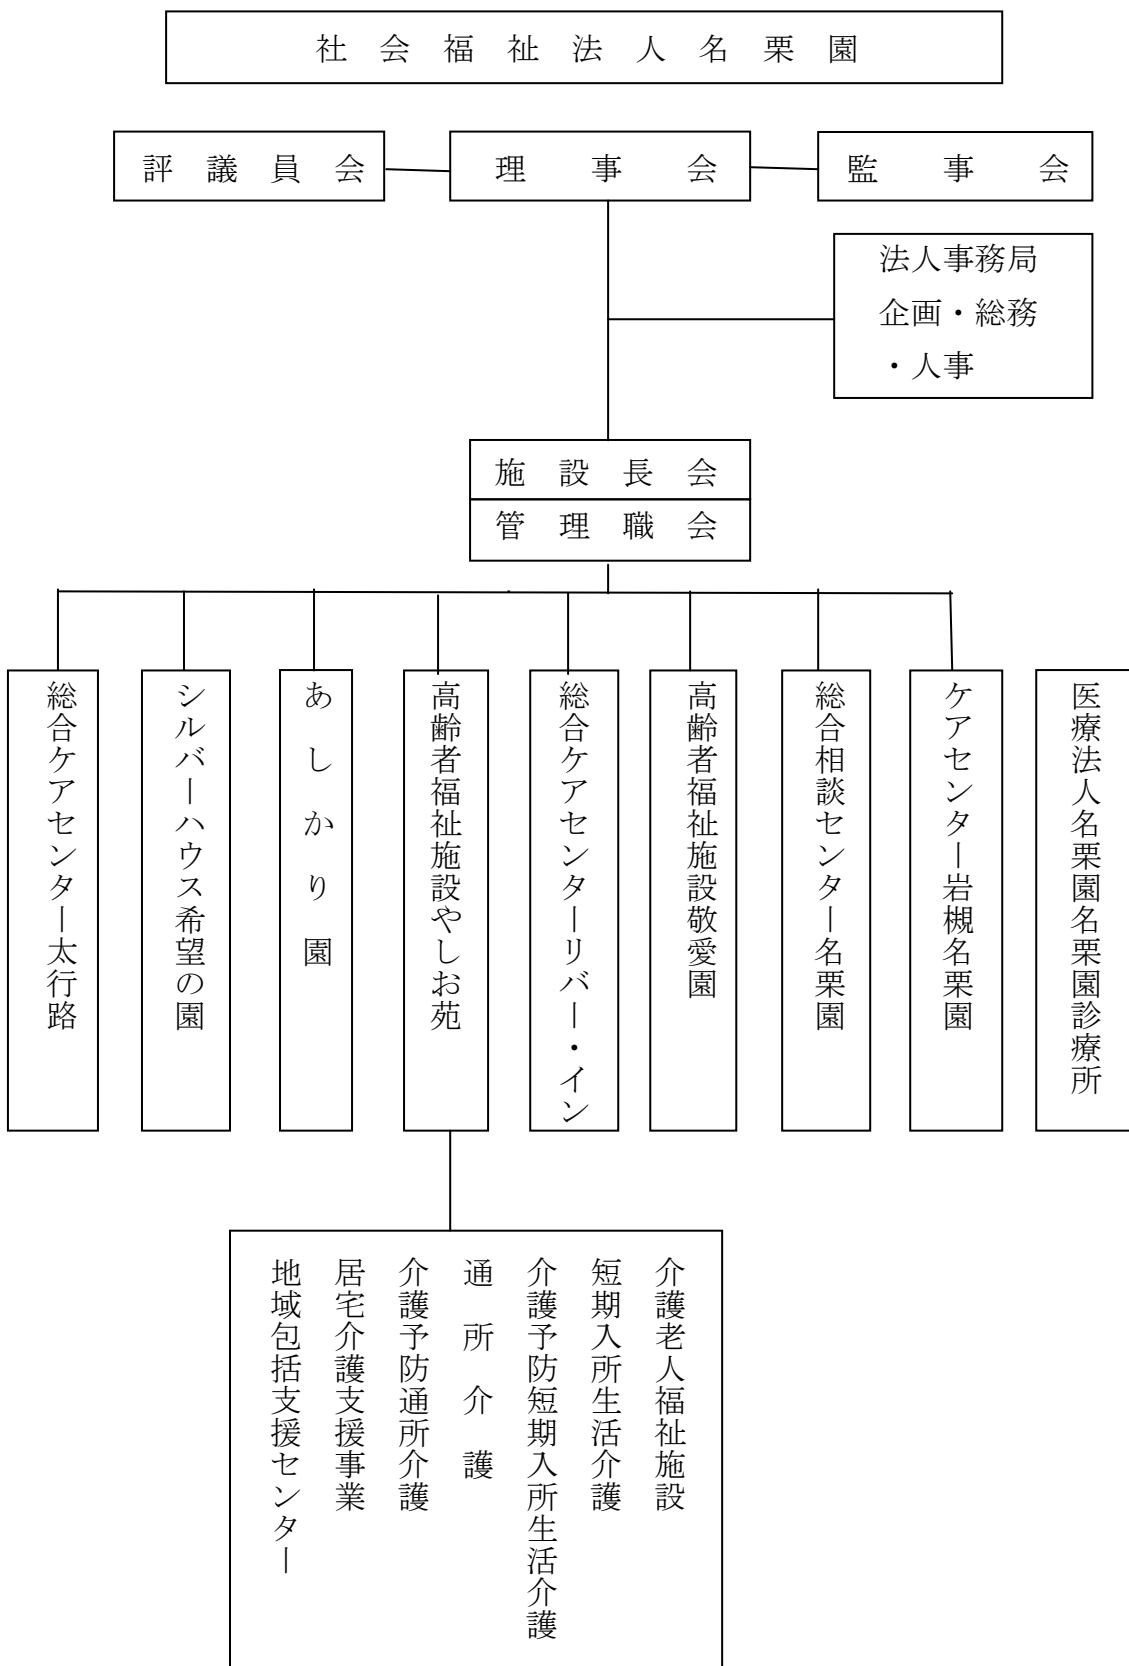 社会福祉法人名栗園
評議員会
理事会
監事会
法人事務局
企画・総務
・人事
施設長会
管理職会
総合ケアセンター太行路
シルバーハウス希望の園
あしかり園
高齢者福祉施設やしお苑
総合ケアセンターリバー・イン
高齢者福祉施設敬愛園
総合相談センター名栗園
ケアセンター岩槻名栗園
医療法人名栗園名栗園診療所
介護老人福祉施設
短期入所生活介護
介護予防短期入所生活介護
通所介護
介護予防通所介護
居宅介護支援事業
地域包括支援センター